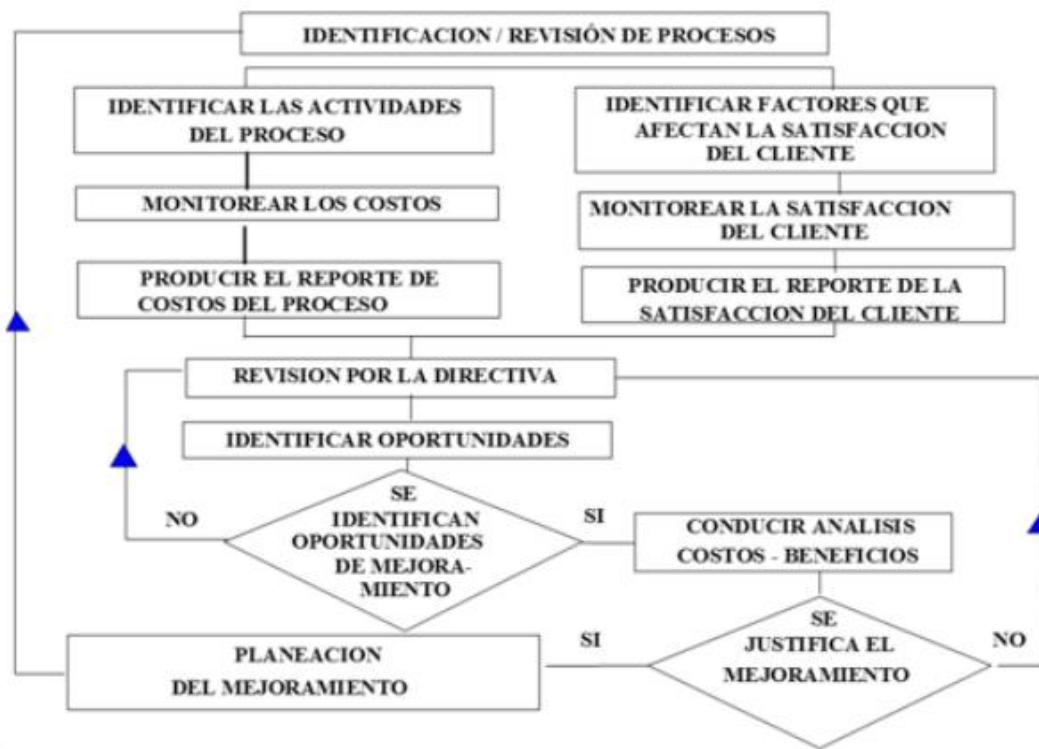 IDENTIFICACION / REVISIÓN DE PROCESOS
IDENTIFICAR LAS ACTIVIDADES
DEL PROCESO
IDENTIFICAR FACTORES QUE
AFECTAN LA SATISFACCION
DEL CLIENTE
MONITOREAR LOS COSTOS
MONITOREAR LA SATISFACCION
DEL CLIENTE
PRODUCIR EL REPORTE DE
COSTOS DEL PROCESO
PRODUCIR EL REPORTE DE LA
SATISFACCION DEL CLIENTE
REVISION POR LA DIRECTIVA
IDENTIFICAR OPORTUNIDADES
NO
SE
IDENTIFICAN
OPORTUNIDADES
DE MEJORA-
MIENTO
SI
CONDUCIR ANALISIS
COSTOS - BENEFICIOS
PLANEACION
DEL MEJORAMIENTO
SI
SE
JUSTIFICA EL
MEJORAMIENTO
NO